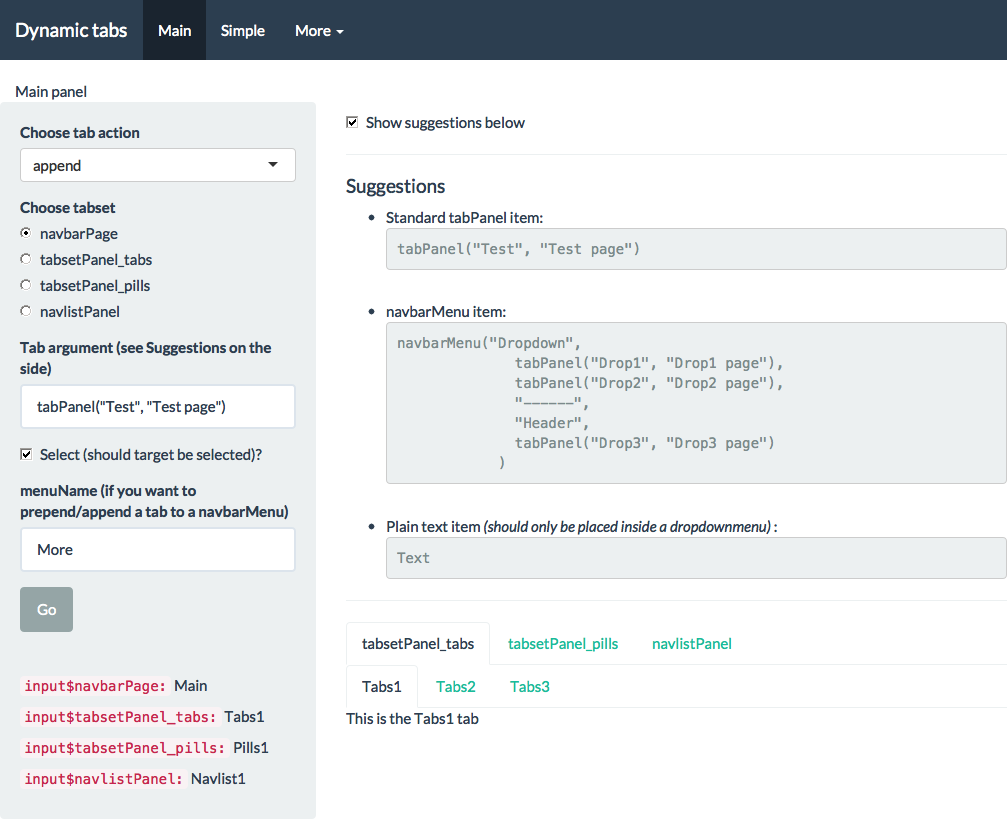 Dynamic tabs Main Simple More
Main panel
Choose tab action
append
Choose tabset
navbarPage
tabsetPanel_tabs
tabsetPanel_pills
navlistPanel
Tab argument (see Suggestions on the
side)
tabPanel("Test", "Test page")
Select (should target be selected)?
menuName (if you want to
prepend/append a tab to a navbarMenu)
More
Go
input$navbarPage: Main
input$tabsetPanel_tabs: Tabs1
input$tabsetPanel_pills: Pills1
input$navlistPanel: Navlist1
Show suggestions below
Suggestions
Standard tabPanel item:
tabPanel("Test", "Test page")
navbarMenu item:
navbarMenu("Dropdown",
tabPanel("Drop1", "Drop1 page"),
tabPanel("Drop2", "Drop2 page"),
"------",
"Header",
tabPanel("Drop3", "Drop3 page")
)
Plain text item (should only be placed inside a dropdownmenu) :
Text
tabsetPanel_tabs tabsetPanel_pills navlistPanel
Tabs1 Tabs2 Tabs3
This is the Tabs1 tab